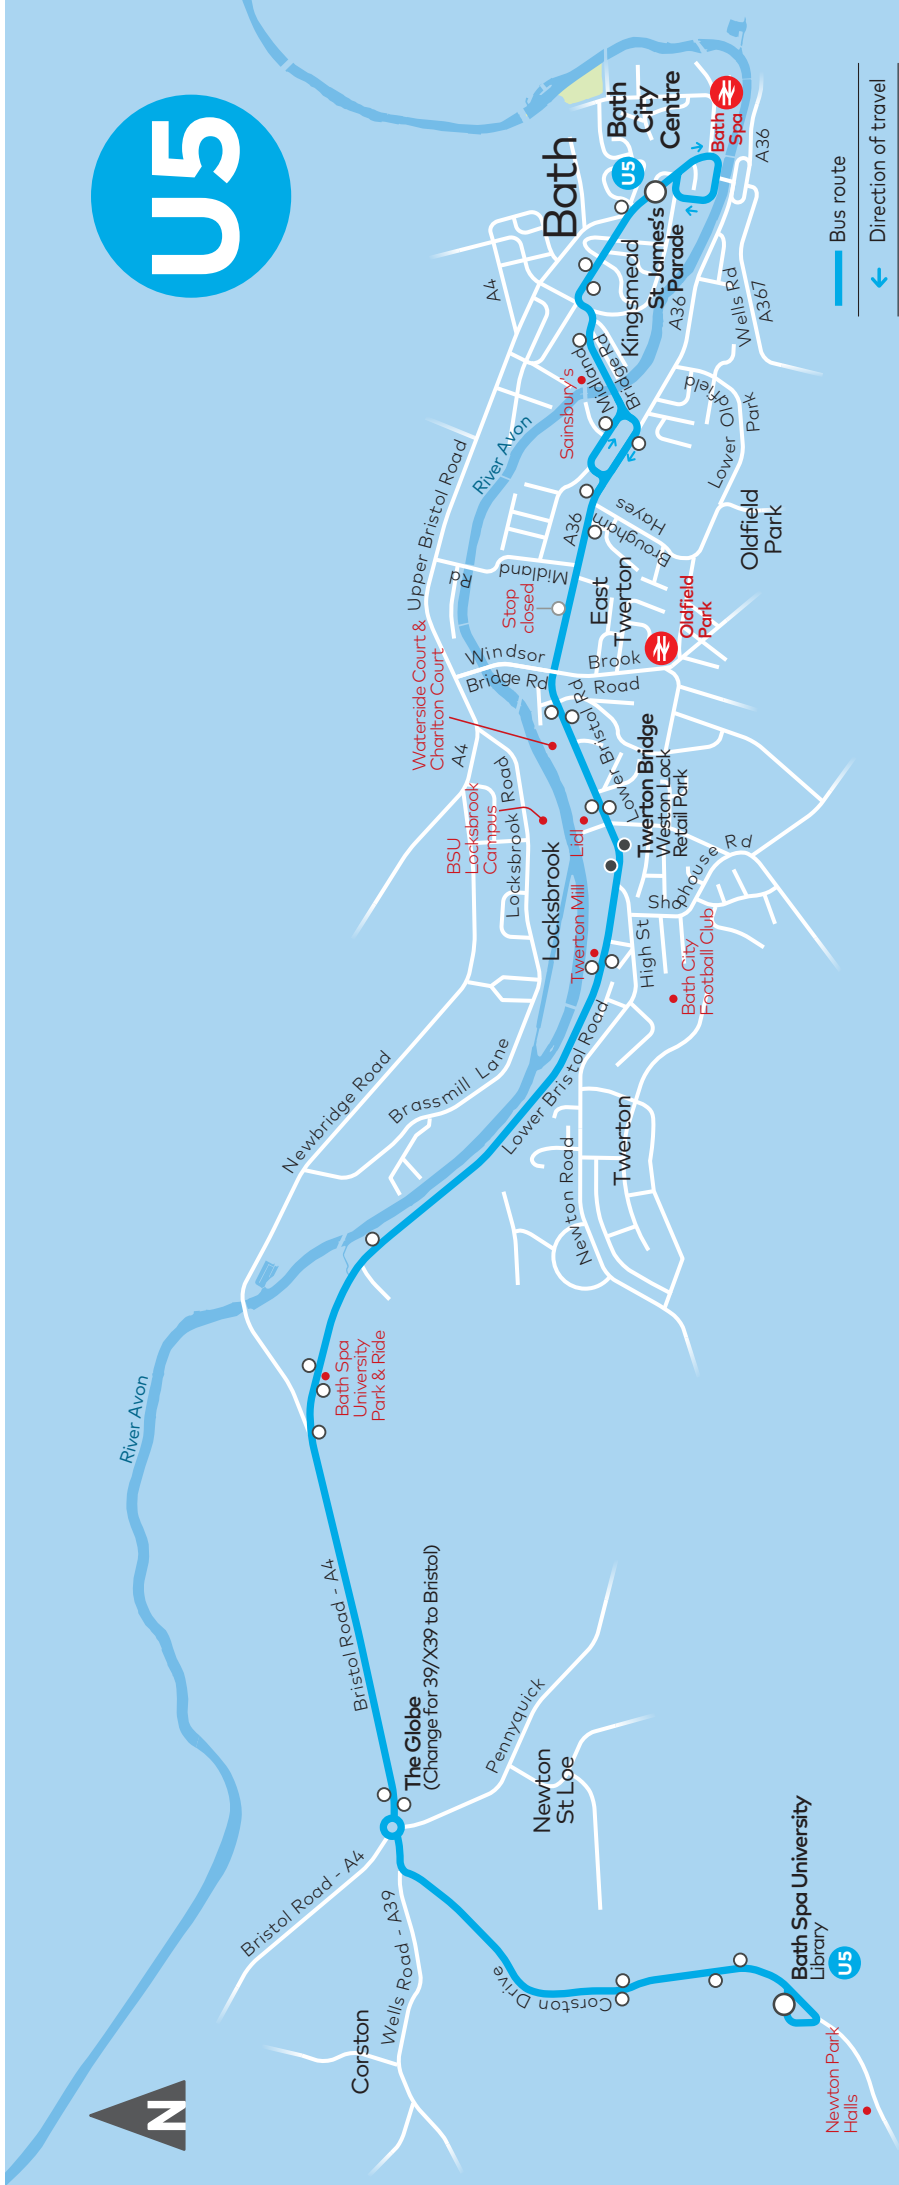 U5
N
River Avon
Bristol Road - A4
Corston
Wells Road - A39
Corston Drive
Newton Park
Halls
Bath Spa University
Library
U5
Newton
St Loe
Pennyquick
The Globe
(Change for 39/X39 to Bristol)
Bristol Road - A4
Bath Spa
University
Park & Ride
Newbridge Road
Brassmill Lane
Lower Bristol Road
Newton Road
Twerton
High St
Bath City
Football Club
Twerton Mill
Locksbrook
Locksbrook Road
BSU
Locksbrook
Campus
Lidl
Shophouse Rd
Twerton Bridge
Weston Lock
Retail Park
Lower Bristol Rd
A4
Waterside Court &
Charlton Court
Windsor
Bridge Rd
Brook
Road
Oldfield
Park
Stop
closed
East
Twerton
Upper Bristol Road
Midland
Rd
A36
Brougham
Hayes
Oldfield
Park
Lower Oldfield
Park
River Avon
Sainsbury's
Midland
Bridge Rd
Kingsmead
A4
A36
Wells Rd
A367
St James's
Parade
Bath
U5
Bath
City
Centre
Bath
Spa
A36
Bus route
Direction of travel